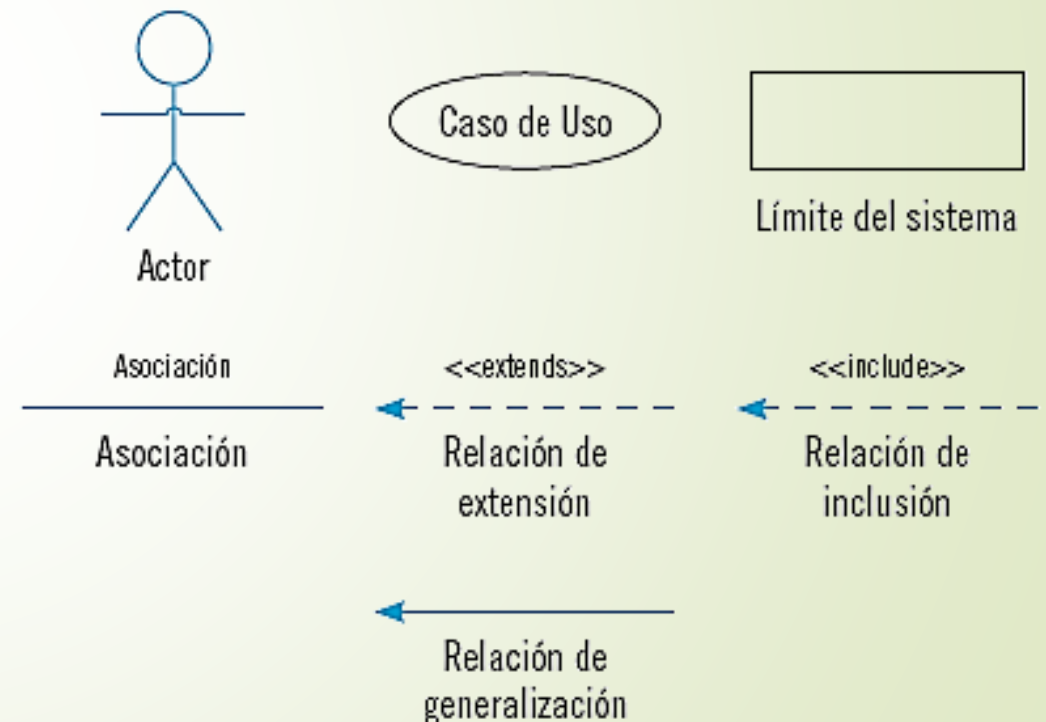 Caso de Uso
Límite del sistema
Actor
Asociación
<<extends>>
<<include>>
Asociación
Relación de
extensión
Relación de
inclusión
Relación de
generalización